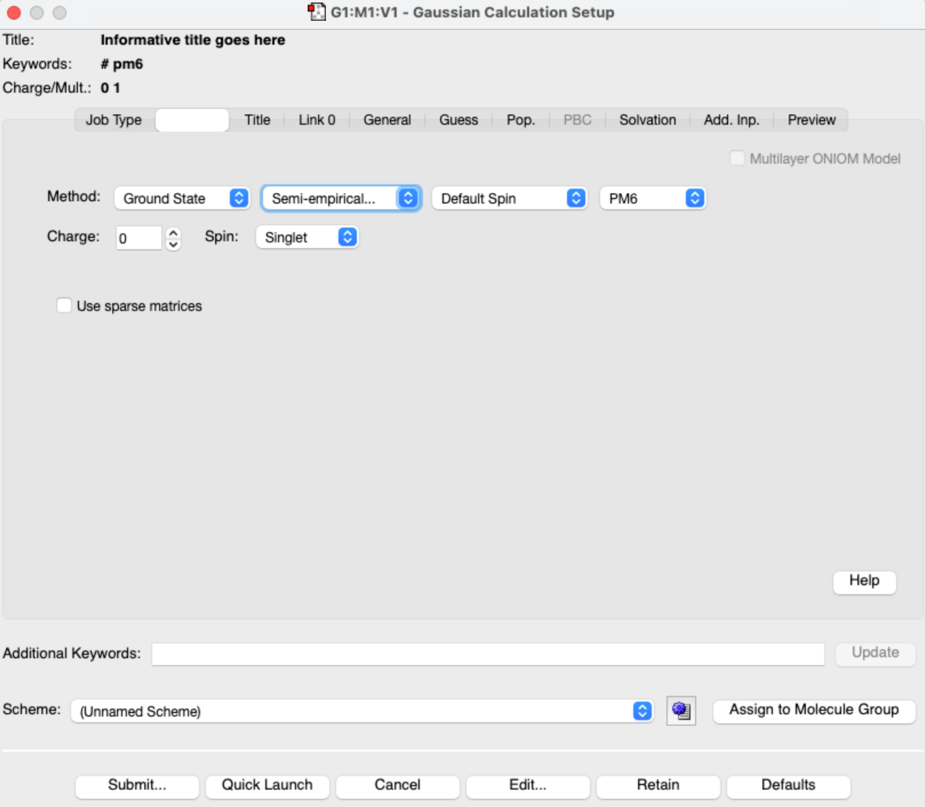 G1:M1:V1 - Gaussian Calculation Setup
Title: Informative title goes here
Keywords: # pm6
Charge/Mult.: 0 1
Job Type Title Link 0 General Guess Pop. PBC Solvation Add. Inp. Preview
Multilayer ONIOM Model
Method: Ground State Semi-empirical... Default Spin PM6
Charge: 0 Spin: Singlet
Use sparse matrices
Help
Additional Keywords: Update
Scheme: (Unnamed Scheme) Assign to Molecule Group
Submit... Quick Launch Cancel Edit... Retain Defaults